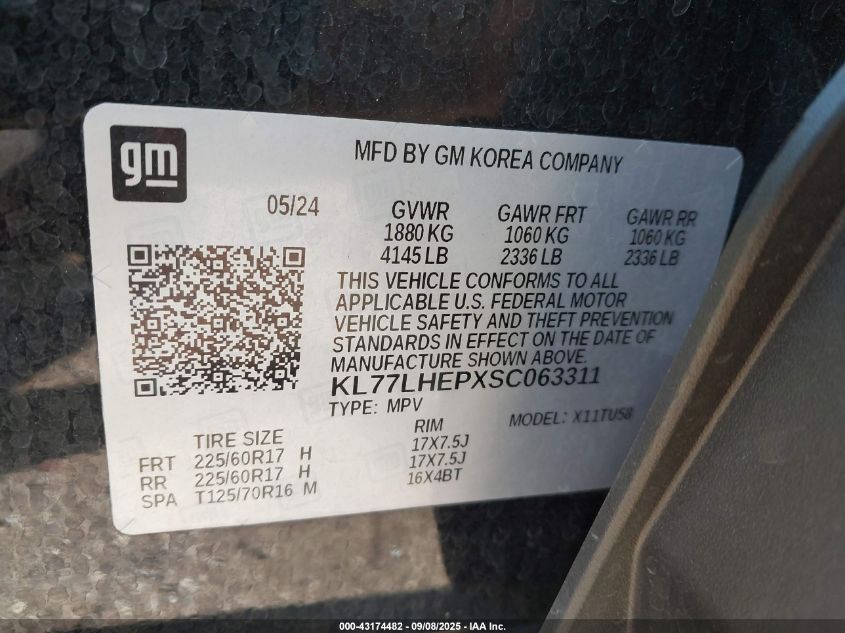 gm
MFD BY GM KOREA COMPANY
05/24 GVWR GAWR FRT GAWR RR
1880 KG 1060 KG 1060 KG
4145 LB 2336 LB 2336 LB
THIS VEHICLE CONFORMS TO ALL
APPLICABLE U.S. FEDERAL MOTOR
VEHICLE SAFETY AND THEFT PREVENTION
STANDARDS IN EFFECT ON THE DATE OF
MANUFACTURE SHOWN ABOVE.
KL77LHEPXSC063311
TYPE: MPV MODEL: X11TU58
TIRE SIZE RIM
FRT 225/60R17 H 17X7.5J
RR 225/60R17 H 17X7.5J
SPA T125/70R16 M 16X4BT
000-43174482 - 09/08/2025 - IAA Inc.